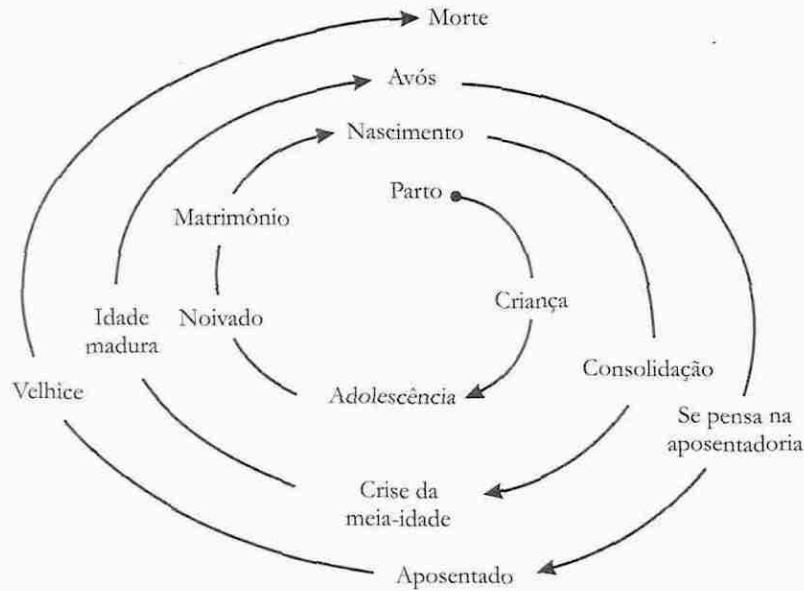 Morte
Avós
Nascimento
Parto
Matrimônio
Criança
Idade
madura
Noivado
Consolidação
Velhice
Adolescência
Se pensa na
aposentadoria
Crise da
meia-idade
Aposentado